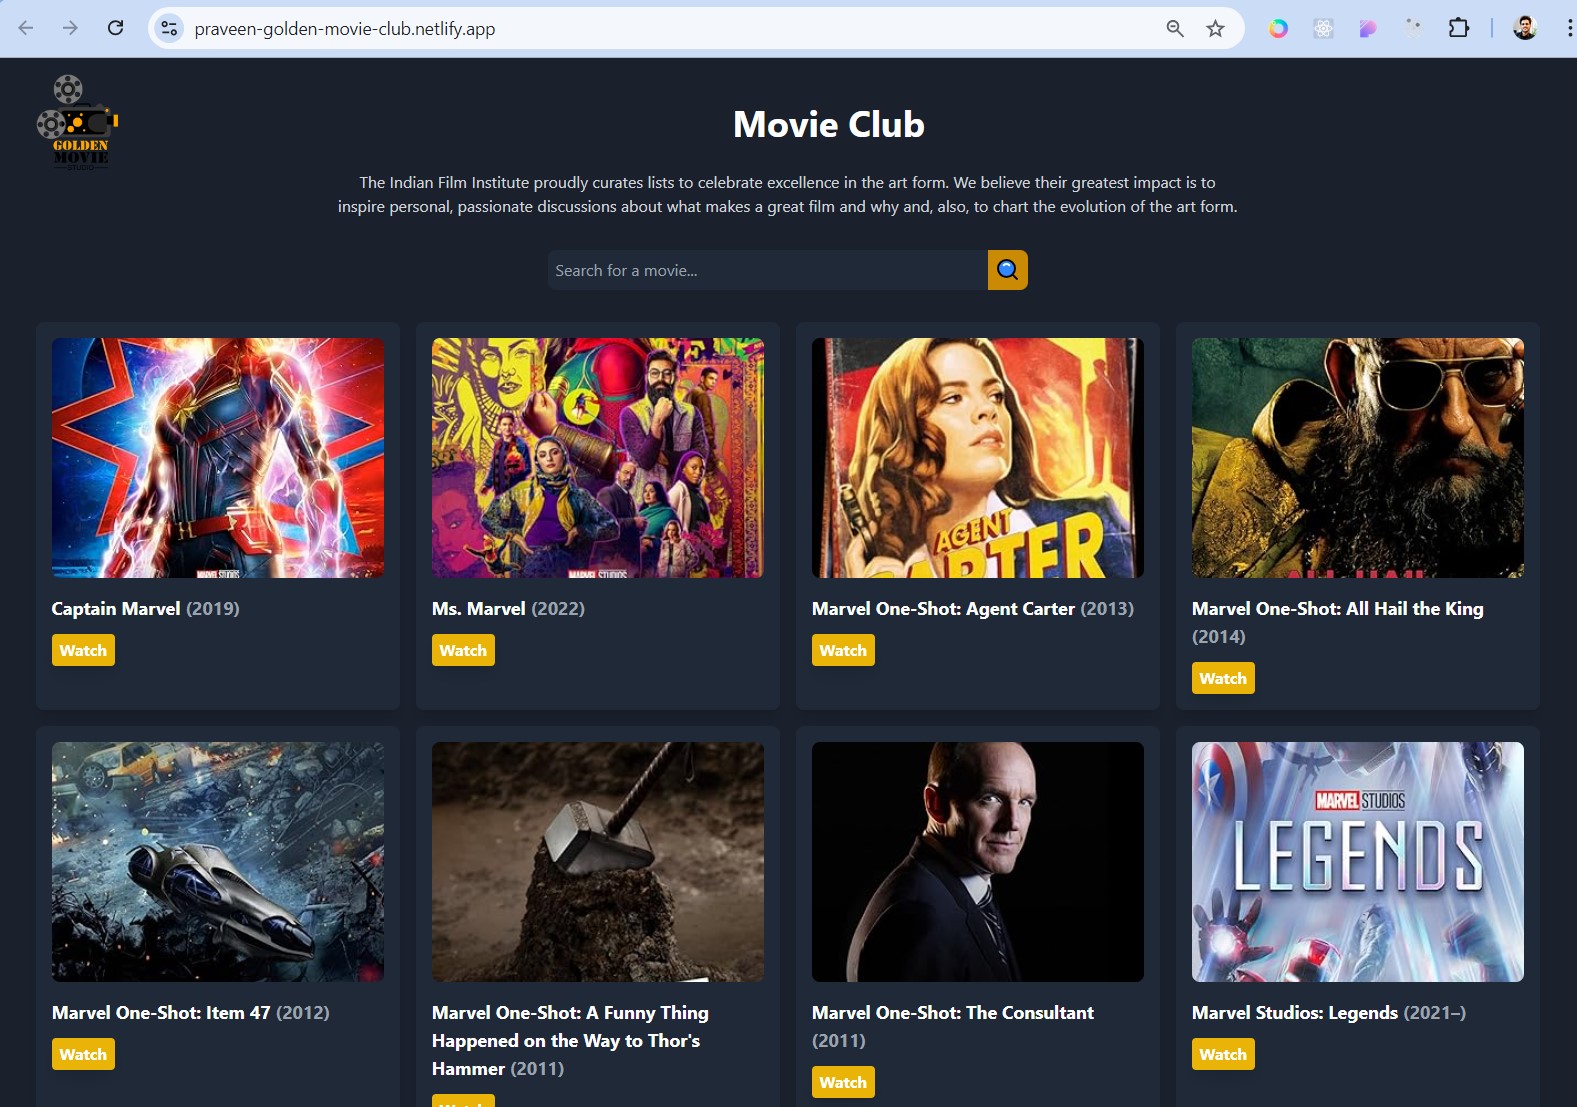 praveen-golden-movie-club.netlify.app
GOLDEN
MOVIE
STUDIO
Movie Club
The Indian Film Institute proudly curates lists to celebrate excellence in the art form. We believe their greatest impact is to
inspire personal, passionate discussions about what makes a great film and why and, also, to chart the evolution of the art form.
Search for a movie...
MARVEL STUDIOS
MARVEL STUDIOS
AGENT
CARTER
Captain Marvel (2019)
Watch
Ms. Marvel (2022)
Watch
Marvel One-Shot: Agent Carter (2013)
Watch
Marvel One-Shot: All Hail the King
(2014)
Watch
MARVEL STUDIOS
LEGENDS
Marvel One-Shot: Item 47 (2012)
Watch
Marvel One-Shot: A Funny Thing
Happened on the Way to Thor's
Hammer (2011)
Marvel One-Shot: The Consultant
(2011)
Watch
Marvel Studios: Legends (2021–)
Watch